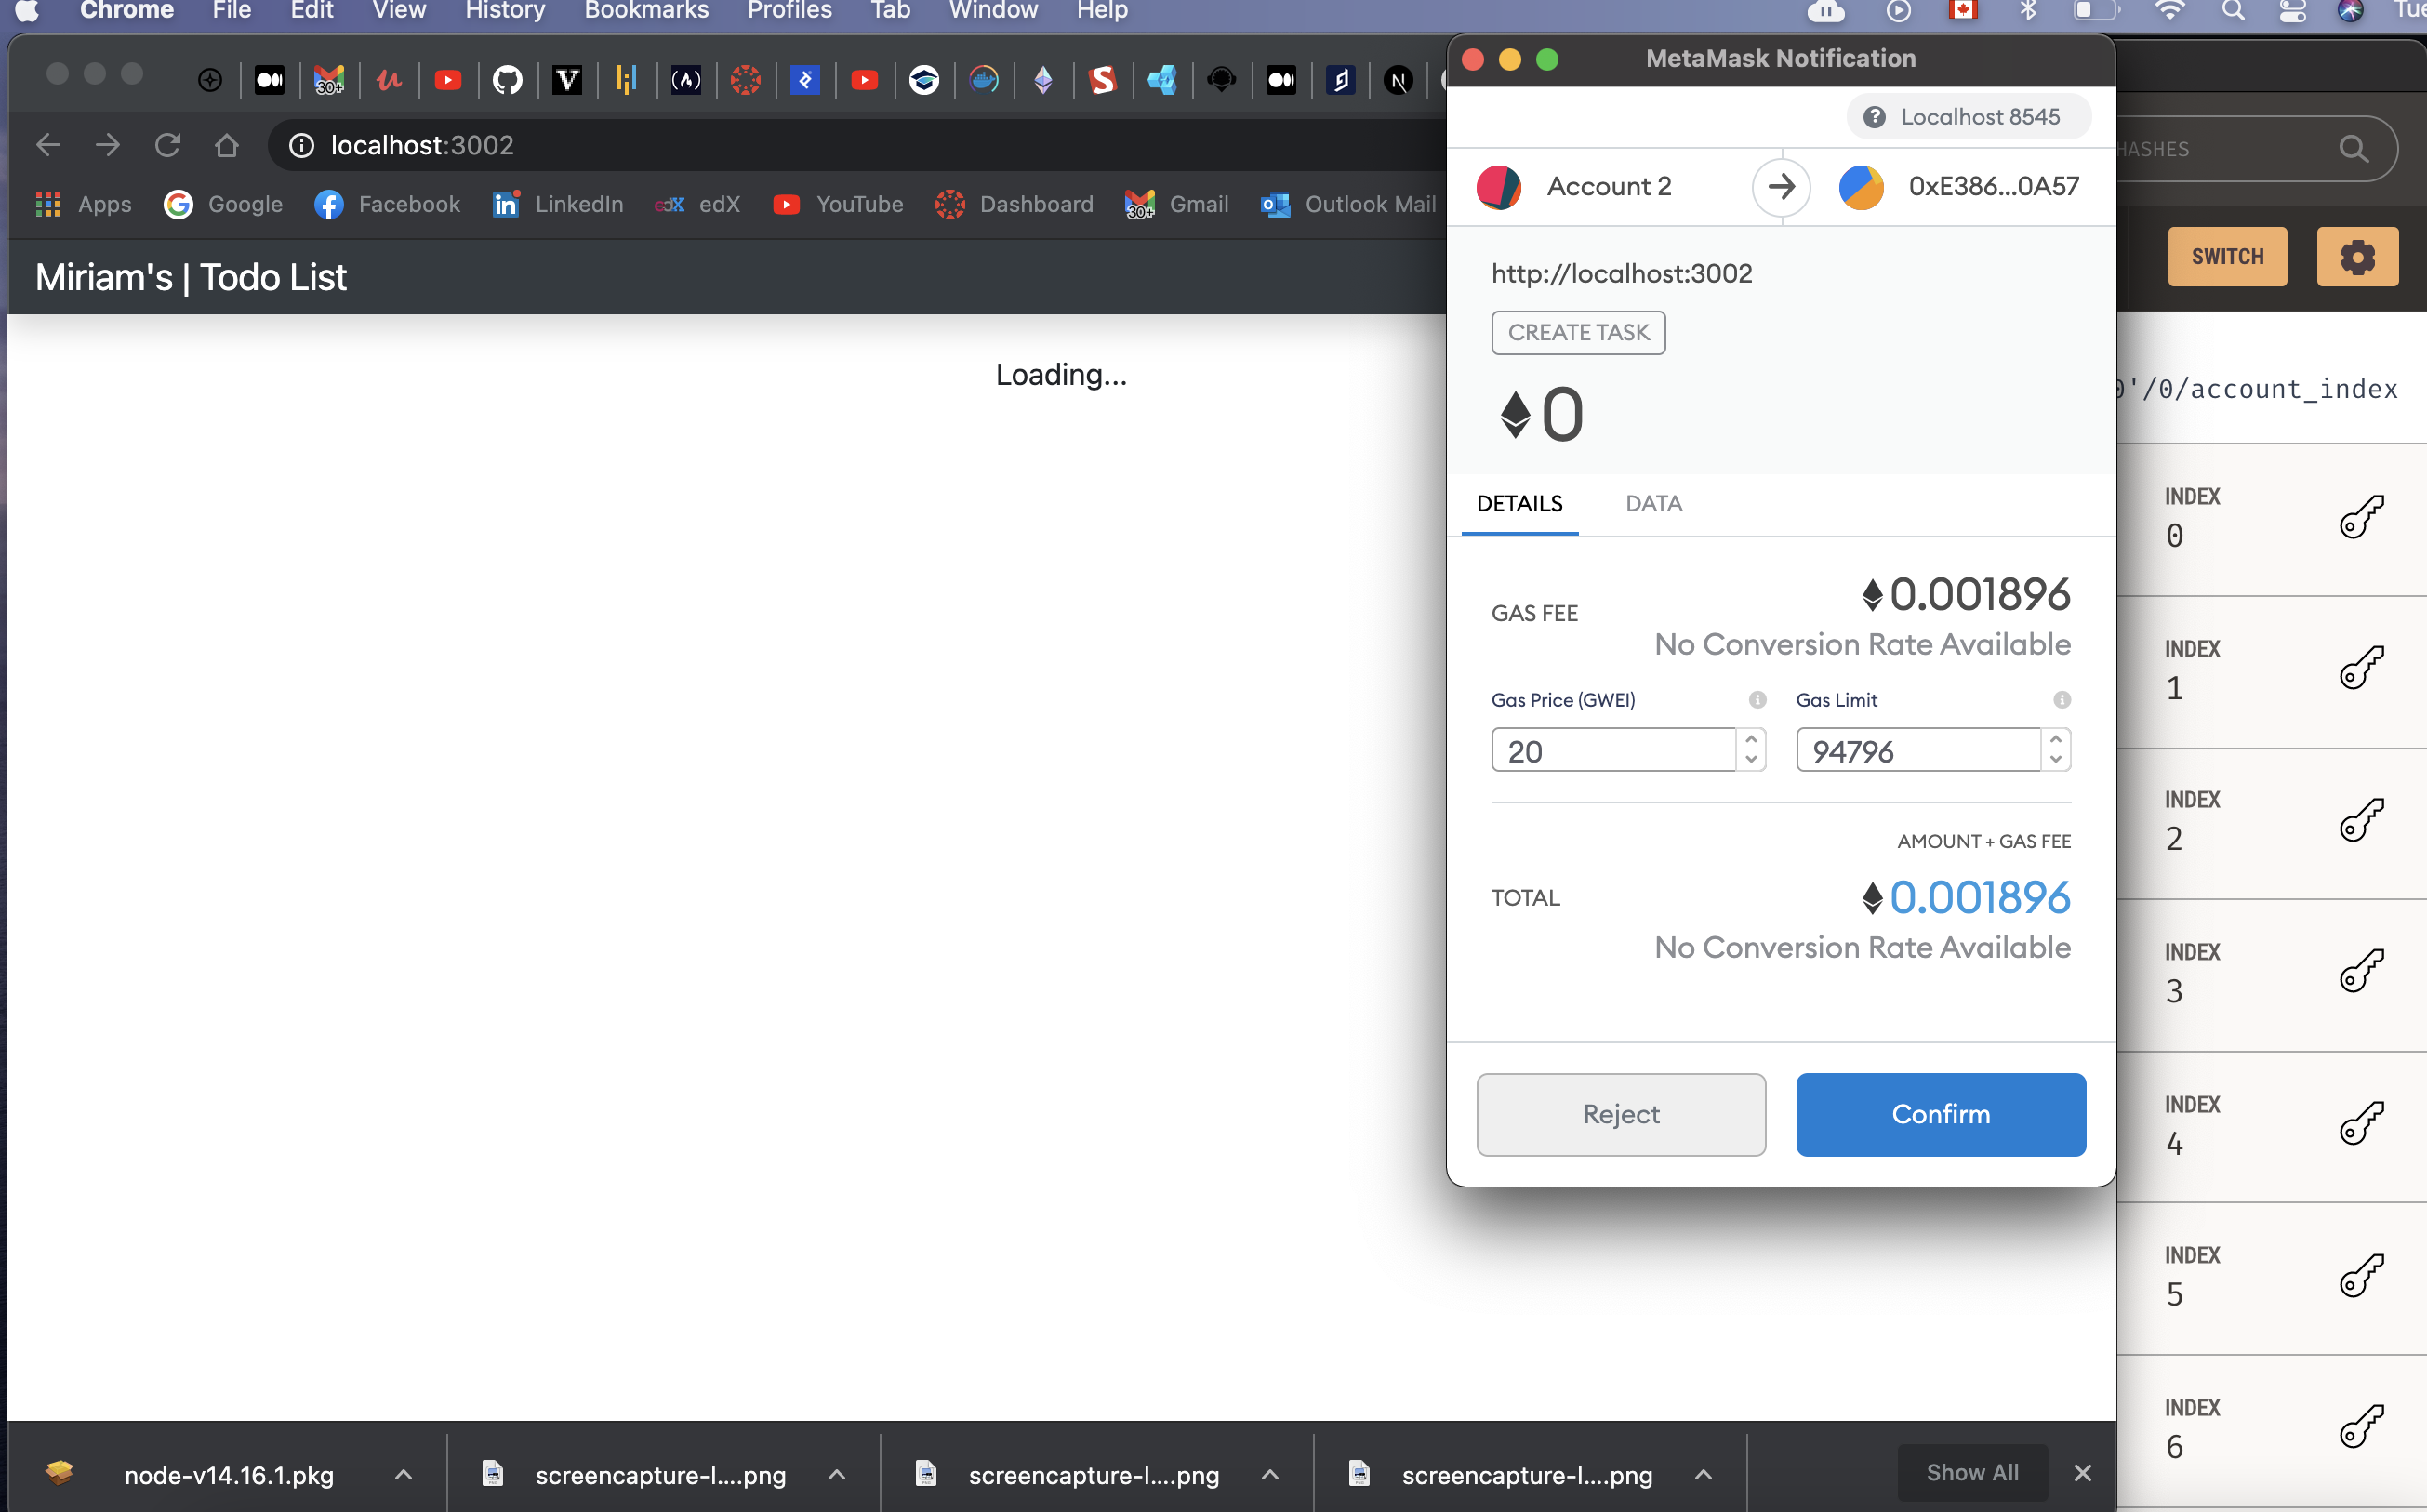 Chrome File Edit View History Bookmarks Profiles Tab Window Help
Tue
localhost:3002
Apps Google Facebook LinkedIn edX YouTube Dashboard Gmail Outlook Mail
Miriam's | Todo List
Loading...
MetaMask Notification
Localhost 8545
Account 2
0xE386...0A57
http://localhost:3002
CREATE TASK
0
DETAILS DATA
GAS FEE
0.001896
No Conversion Rate Available
Gas Price (GWEI) Gas Limit
20 94796
AMOUNT + GAS FEE
TOTAL
0.001896
No Conversion Rate Available
Reject Confirm
HASHES
SWITCH
0'/0/account_index
INDEX
0
INDEX
1
INDEX
2
INDEX
3
INDEX
4
INDEX
5
INDEX
6
node-v14.16.1.pkg screencapture-l....png screencapture-l....png screencapture-l....png Show All